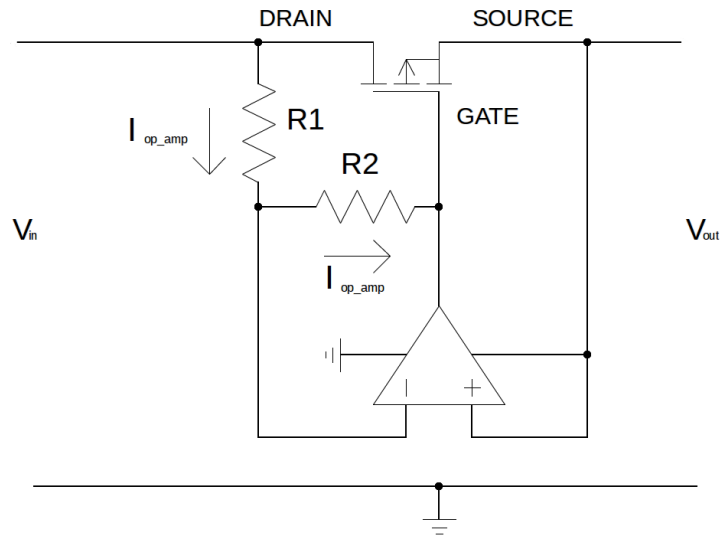 DRAIN
SOURCE
R1
GATE
I op_amp
R2
Vin
Vout
I op_amp
- +